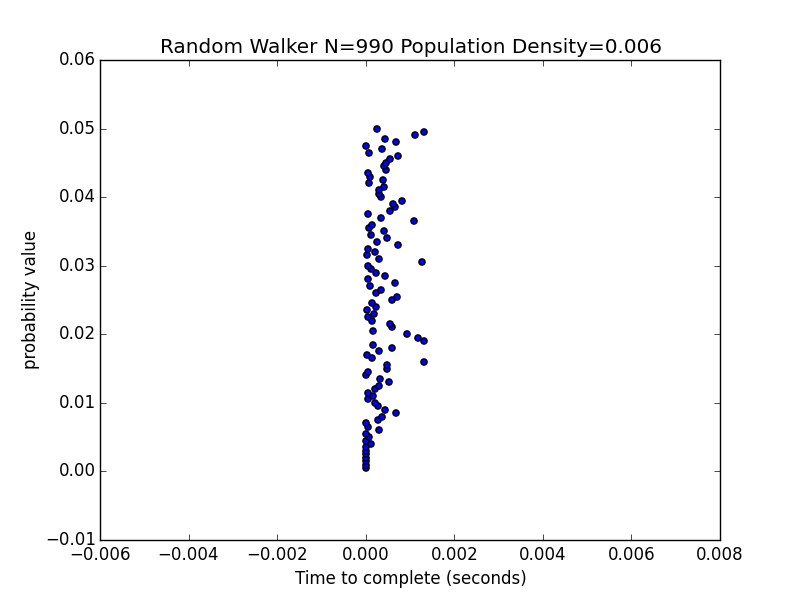 Random Walker N=990 Population Density=0.006
0.06
0.05
0.04
0.03
0.02
0.01
0.00
−0.01
probability value
−0.006 −0.004 −0.002 0.000 0.002 0.004 0.006 0.008
Time to complete (seconds)